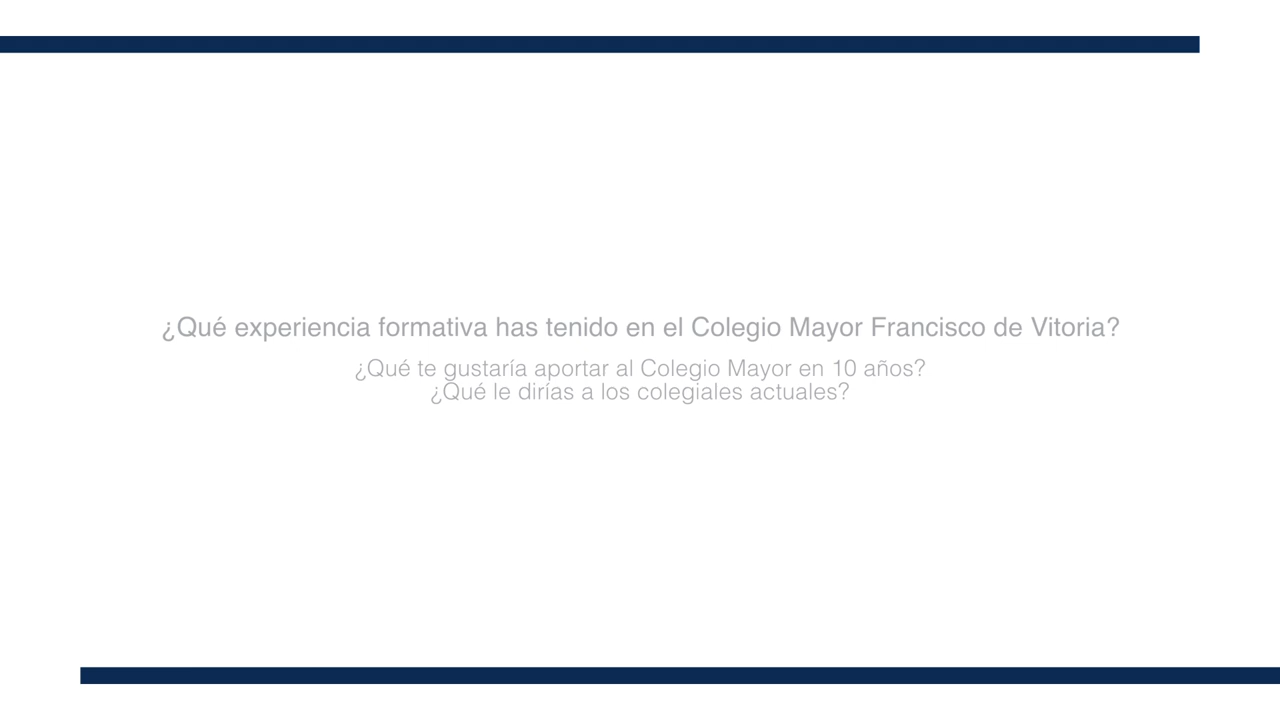 ¿Qué experiencia formativa has tenido en el Colegio Mayor Francisco de Vitoria?
¿Qué te gustaría aportar al Colegio Mayor en 10 años?
¿Qué le dirías a los colegiales actuales?